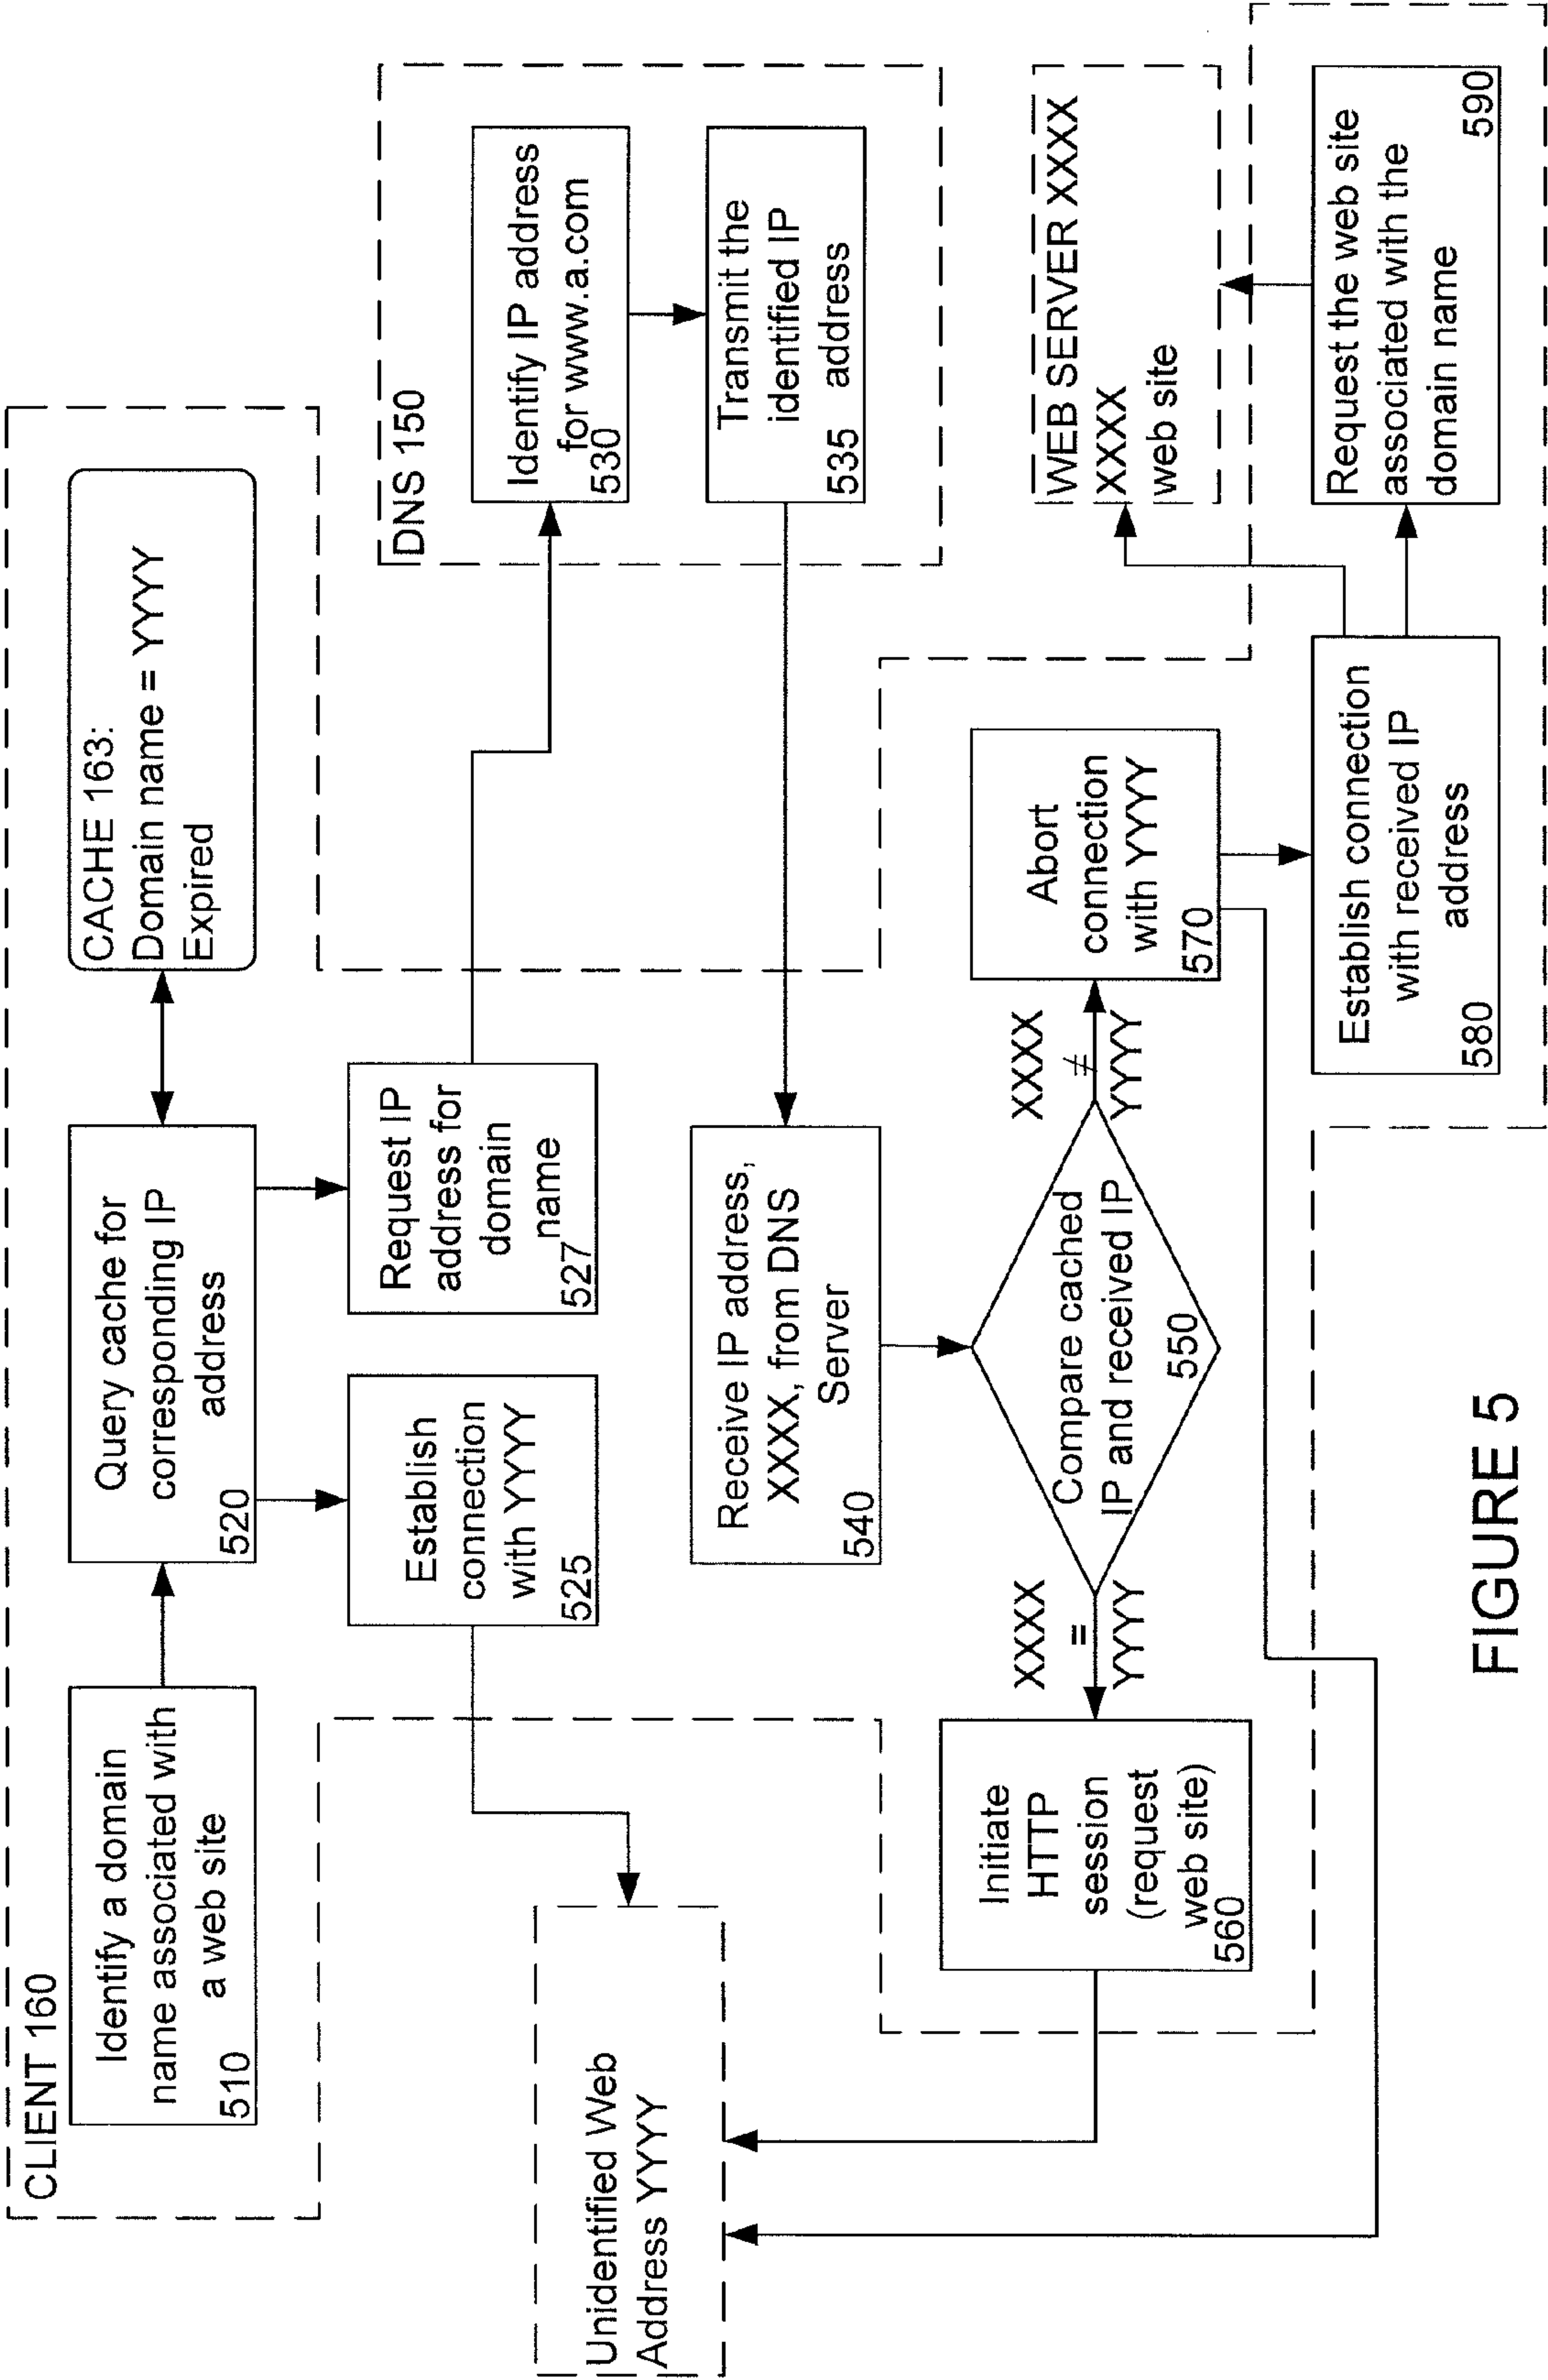 CLIENT 160
Identify a domain
name associated with
a web site
510
Query cache for
corresponding IP
address
520
CACHE 163:
Domain name = YYYY
Expired
Establish
connection
with YYYY
525
Request IP
address for
domain
name
527
DNS 150
Identify IP address
for www.a.com
530
Transmit the
identified IP
address
535
Unidentified Web
Address YYYY
Receive IP address,
XXXX, from DNS
Server
540
Compare cached
IP and received IP
550
XXXX
=
YYYY
XXXX
≠
YYYY
Initiate
HTTP
session
(request
web site)
560
Abort
connection
with YYYY
570
WEB SERVER XXXX
XXXX
web site
Establish connection
with received IP
address
580
Request the web site
associated with the
domain name
590
FIGURE 5